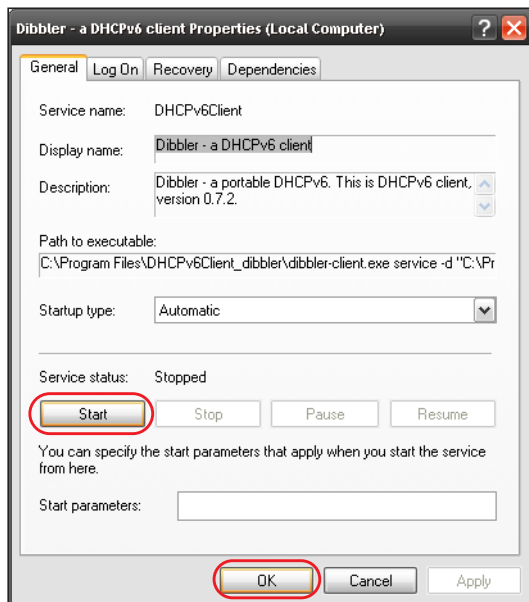 Dibbler - a DHCPv6 client Properties (Local Computer)
General Log On Recovery Dependencies
Service name: DHCPv6Client
Display name: Dibbler - a DHCPv6 client
Description: Dibbler - a portable DHCPv6. This is DHCPv6 client,
version 0.7.2.
Path to executable:
C:\Program Files\DHCPv6Client_dibbler\dibbler-client.exe service -d "C:\Pr
Startup type: Automatic
Service status: Stopped
Start Stop Pause Resume
You can specify the start parameters that apply when you start the service
from here.
Start parameters:
OK Cancel Apply